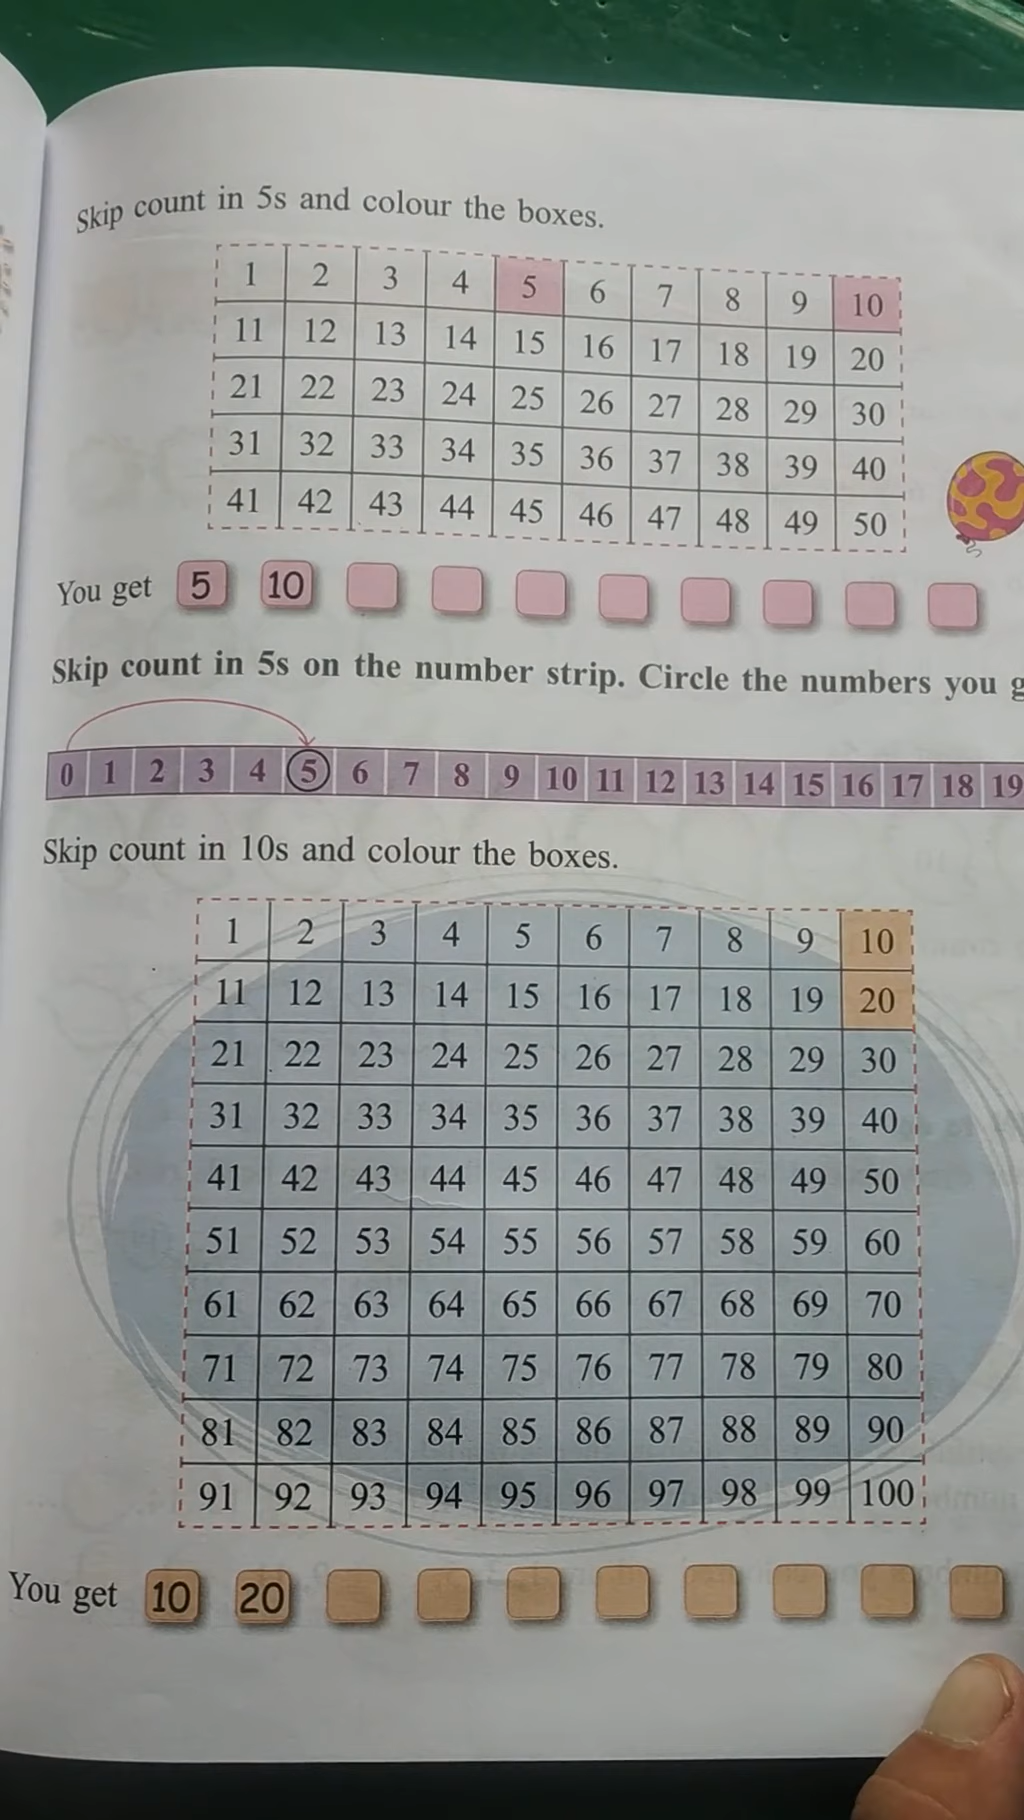 Skip count in 5s and colour the boxes.
1 2 3 4 5 6 7 8 9 10
11 12 13 14 15 16 17 18 19 20
21 22 23 24 25 26 27 28 29 30
31 32 33 34 35 36 37 38 39 40
41 42 43 44 45 46 47 48 49 50
You get 5 10
Skip count in 5s on the number strip. Circle the numbers you
0 1 2 3 4 5 6 7 8 9 10 11 12 13 14 15 16 17 18 19
Skip count in 10s and colour the boxes.
1 2 3 4 5 6 7 8 9 10
11 12 13 14 15 16 17 18 19 20
21 22 23 24 25 26 27 28 29 30
31 32 33 34 35 36 37 38 39 40
41 42 43 44 45 46 47 48 49 50
51 52 53 54 55 56 57 58 59 60
61 62 63 64 65 66 67 68 69 70
71 72 73 74 75 76 77 78 79 80
81 82 83 84 85 86 87 88 89 90
91 92 93 94 95 96 97 98 99 100
You get 10 20